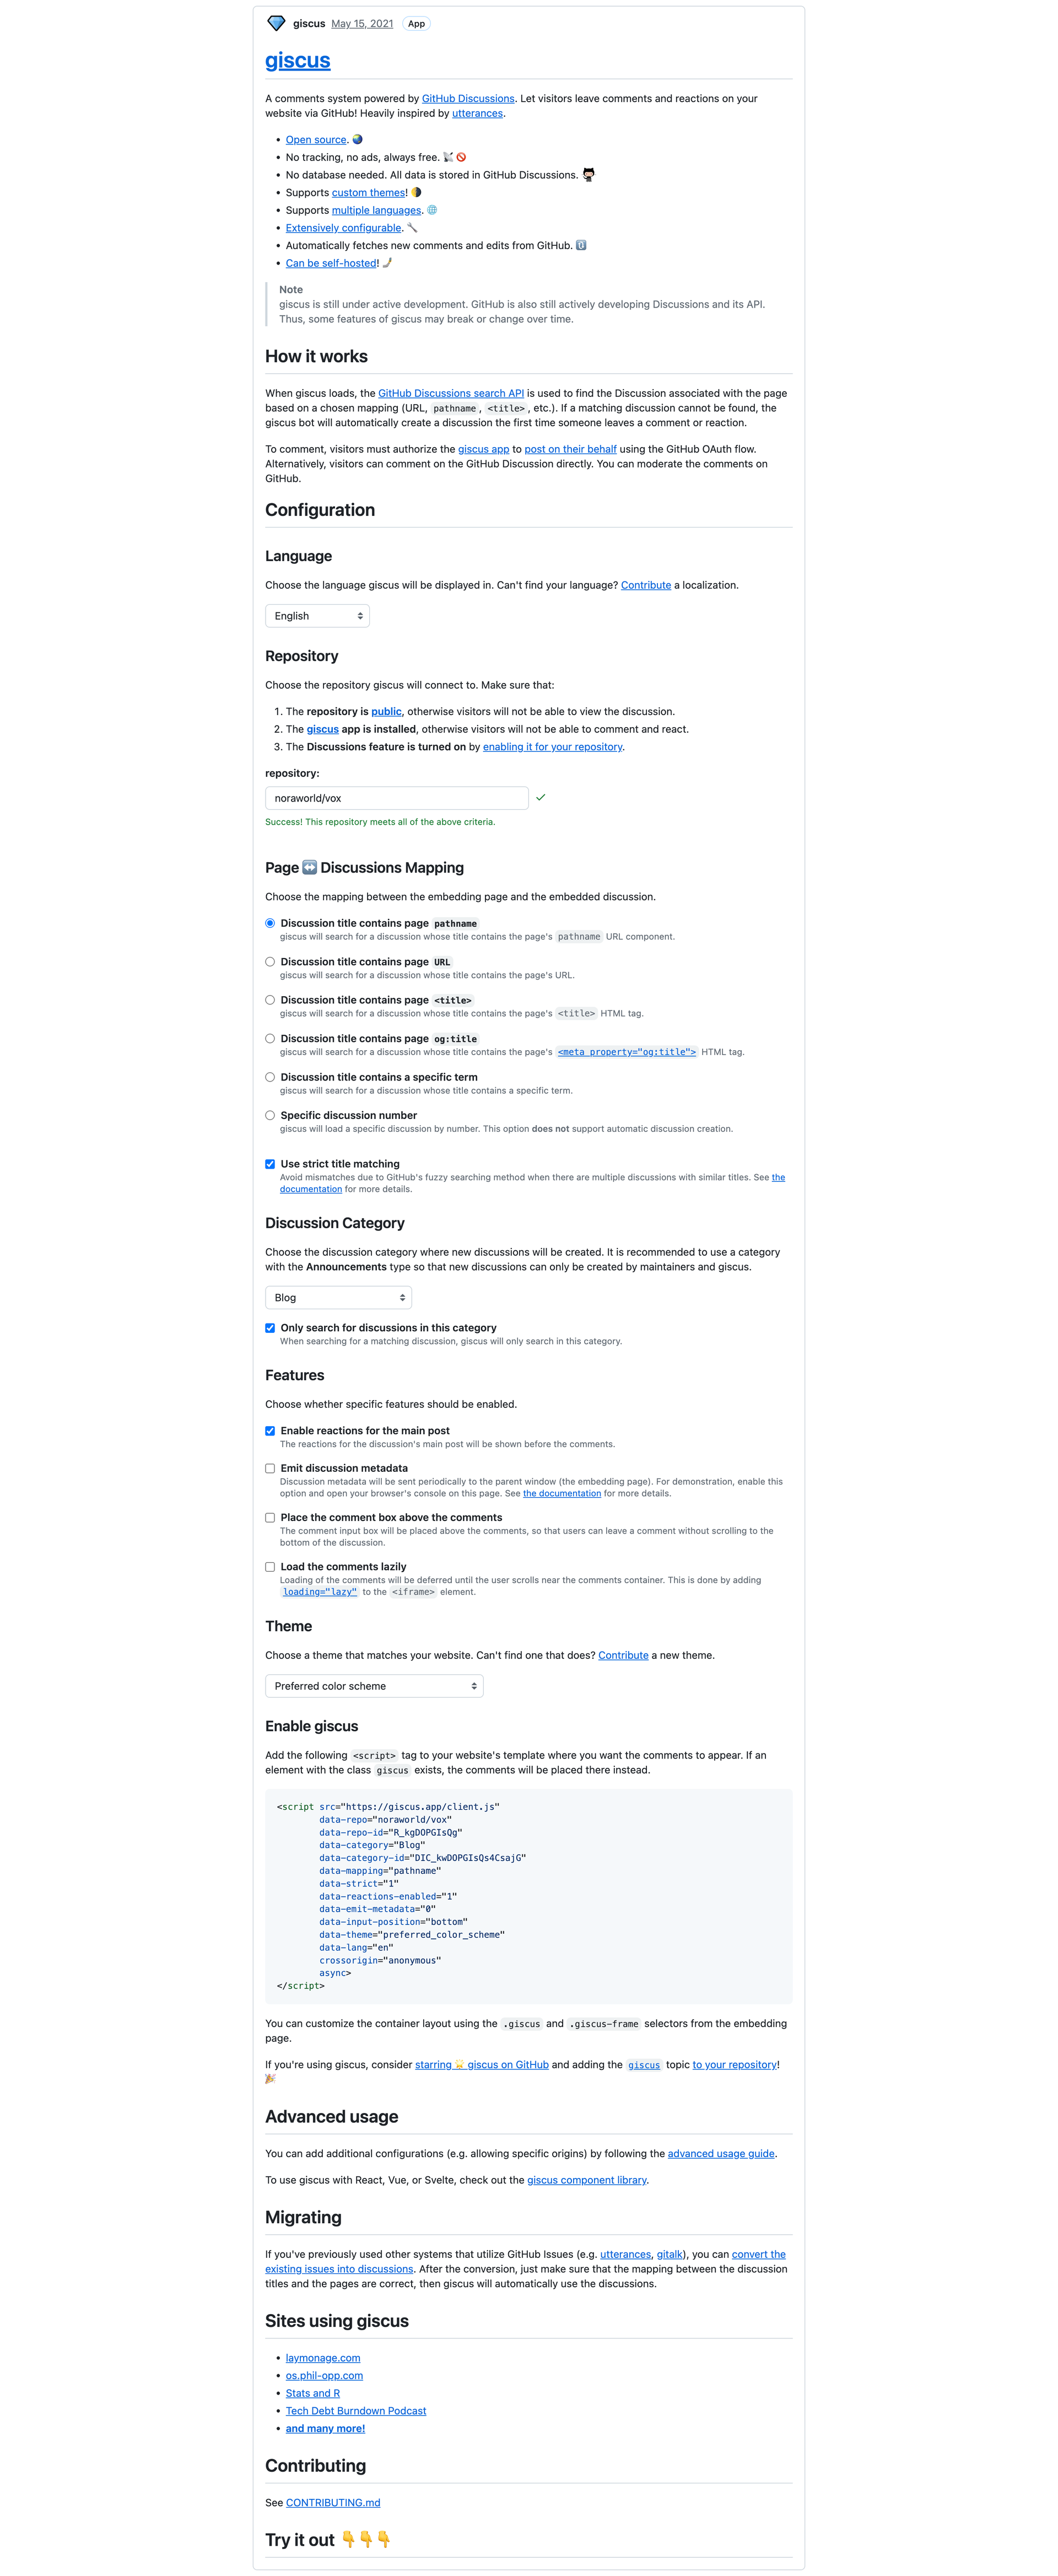 giscus May 15, 2021 App
giscus
A comments system powered by GitHub Discussions. Let visitors leave comments and reactions on your
website via GitHub! Heavily inspired by utterances.
• Open source. 🌏
• No tracking, no ads, always free. 📡 🚫
• No database needed. All data is stored in GitHub Discussions.
• Supports custom themes! 🌗
• Supports multiple languages. 🌐
• Extensively configurable. 🔧
• Automatically fetches new comments and edits from GitHub. 🔃
• Can be self-hosted! 🤳
Note
giscus is still under active development. GitHub is also still actively developing Discussions and its API.
Thus, some features of giscus may break or change over time.
How it works
When giscus loads, the GitHub Discussions search API is used to find the Discussion associated with the page
based on a chosen mapping (URL, pathname, <title>, etc.). If a matching discussion cannot be found, the
giscus bot will automatically create a discussion the first time someone leaves a comment or reaction.
To comment, visitors must authorize the giscus app to post on their behalf using the GitHub OAuth flow.
Alternatively, visitors can comment on the GitHub Discussion directly. You can moderate the comments on
GitHub.
Configuration
Language
Choose the language giscus will be displayed in. Can't find your language? Contribute a localization.
English
Repository
Choose the repository giscus will connect to. Make sure that:
1. The repository is public, otherwise visitors will not be able to view the discussion.
2. The giscus app is installed, otherwise visitors will not be able to comment and react.
3. The Discussions feature is turned on by enabling it for your repository.
repository:
noraworld/vox
Success! This repository meets all of the above criteria.
Page ↔️ Discussions Mapping
Choose the mapping between the embedding page and the embedded discussion.
Discussion title contains page pathname
giscus will search for a discussion whose title contains the page's pathname URL component.
Discussion title contains page URL
giscus will search for a discussion whose title contains the page's URL.
Discussion title contains page <title>
giscus will search for a discussion whose title contains the page's <title> HTML tag.
Discussion title contains page og:title
giscus will search for a discussion whose title contains the page's <meta property="og:title"> HTML tag.
Discussion title contains a specific term
giscus will search for a discussion whose title contains a specific term.
Specific discussion number
giscus will load a specific discussion by number. This option does not support automatic discussion creation.
Use strict title matching
Avoid mismatches due to GitHub's fuzzy searching method when there are multiple discussions with similar titles. See the
documentation for more details.
Discussion Category
Choose the discussion category where new discussions will be created. It is recommended to use a category
with the Announcements type so that new discussions can only be created by maintainers and giscus.
Blog
Only search for discussions in this category
When searching for a matching discussion, giscus will only search in this category.
Features
Choose whether specific features should be enabled.
Enable reactions for the main post
The reactions for the discussion's main post will be shown before the comments.
Emit discussion metadata
Discussion metadata will be sent periodically to the parent window (the embedding page). For demonstration, enable this
option and open your browser's console on this page. See the documentation for more details.
Place the comment box above the comments
The comment input box will be placed above the comments, so that users can leave a comment without scrolling to the
bottom of the discussion.
Load the comments lazily
Loading of the comments will be deferred until the user scrolls near the comments container. This is done by adding
loading="lazy" to the <iframe> element.
Theme
Choose a theme that matches your website. Can't find one that does? Contribute a new theme.
Preferred color scheme
Enable giscus
Add the following <script> tag to your website's template where you want the comments to appear. If an
element with the class giscus exists, the comments will be placed there instead.
<script src="https://giscus.app/client.js"
data-repo="noraworld/vox"
data-repo-id="R_kgDOPGIsQg"
data-category="Blog"
data-category-id="DIC_kwDOPGIsQs4CsajG"
data-mapping="pathname"
data-strict="1"
data-reactions-enabled="1"
data-emit-metadata="0"
data-input-position="bottom"
data-theme="preferred_color_scheme"
data-lang="en"
crossorigin="anonymous"
async>
</script>
You can customize the container layout using the .giscus and .giscus-frame selectors from the embedding
page.
If you're using giscus, consider starring ⭐ giscus on GitHub and adding the giscus topic to your repository!
🎉
Advanced usage
You can add additional configurations (e.g. allowing specific origins) by following the advanced usage guide.
To use giscus with React, Vue, or Svelte, check out the giscus component library.
Migrating
If you've previously used other systems that utilize GitHub Issues (e.g. utterances, gitalk), you can convert the
existing issues into discussions. After the conversion, just make sure that the mapping between the discussion
titles and the pages are correct, then giscus will automatically use the discussions.
Sites using giscus
• laymonage.com
• os.phil-opp.com
• Stats and R
• Tech Debt Burndown Podcast
• and many more!
Contributing
See CONTRIBUTING.md
Try it out 👇👇👇